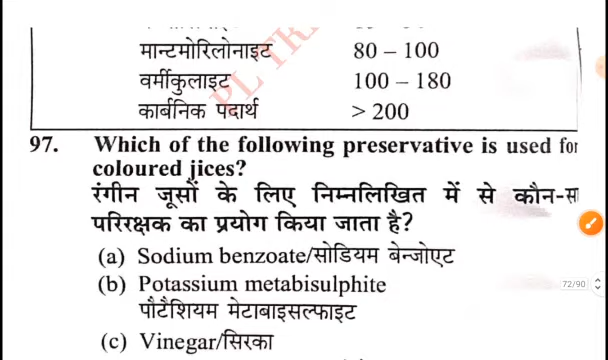 मान्टमोरिलोनाइट 80 – 100
वर्मीकुलाइट 100 – 180
कार्बनिक पदार्थ > 200
97. Which of the following preservative is used for
coloured jices?
रंगीन जूसों के लिए निम्नलिखित में से कौन-सा
परिरक्षक का प्रयोग किया जाता है?
(a) Sodium benzoate/सोडियम बेन्जोएट
(b) Potassium metabisulphite
पौटैशियम मेटाबाइसल्फाइट
72/90
(c) Vinegar/सिरका